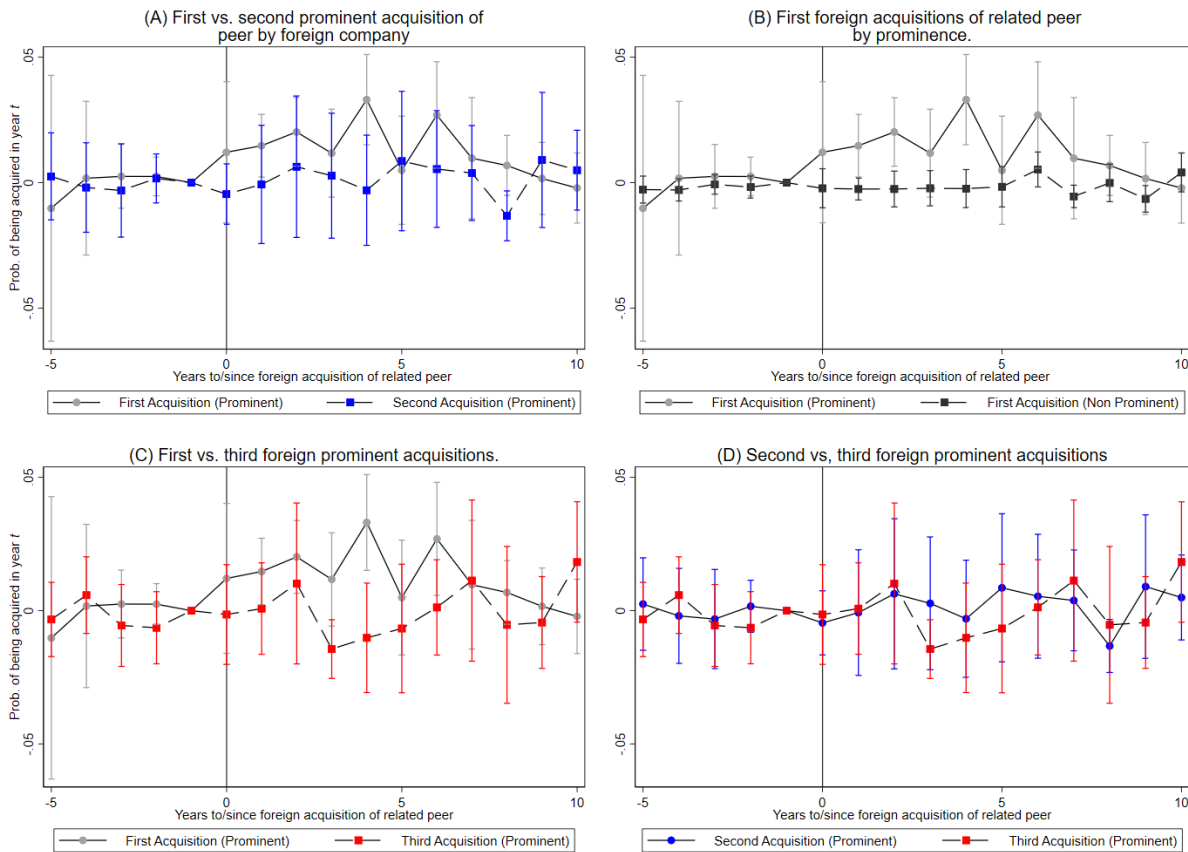 (A) First vs. second prominent acquisition of
peer by foreign company
Prob. of being acquired in year t
.05
0
-.05
-5
0
5
10
Years to/since foreign acquisition of related peer
First Acquisition (Prominent)
Second Acquisition (Prominent)
(B) First foreign acquisitions of related peer
by prominence.
.05
0
-.05
-5
0
5
10
Years to/since foreign acquisition of related peer
First Acquisition (Prominent)
First Acquisition (Non Prominent)
(C) First vs. third foreign prominent acquisitions.
Prob. of being acquired in year t
.05
0
-.05
-5
0
5
10
Years to/since foreign acquisition of related peer
First Acquisition (Prominent)
Third Acquisition (Prominent)
(D) Second vs, third foreign prominent acquisitions
.05
0
-.05
-5
0
5
10
Years to/since foreign acquisition of related peer
Second Acquisition (Prominent)
Third Acquisition (Prominent)